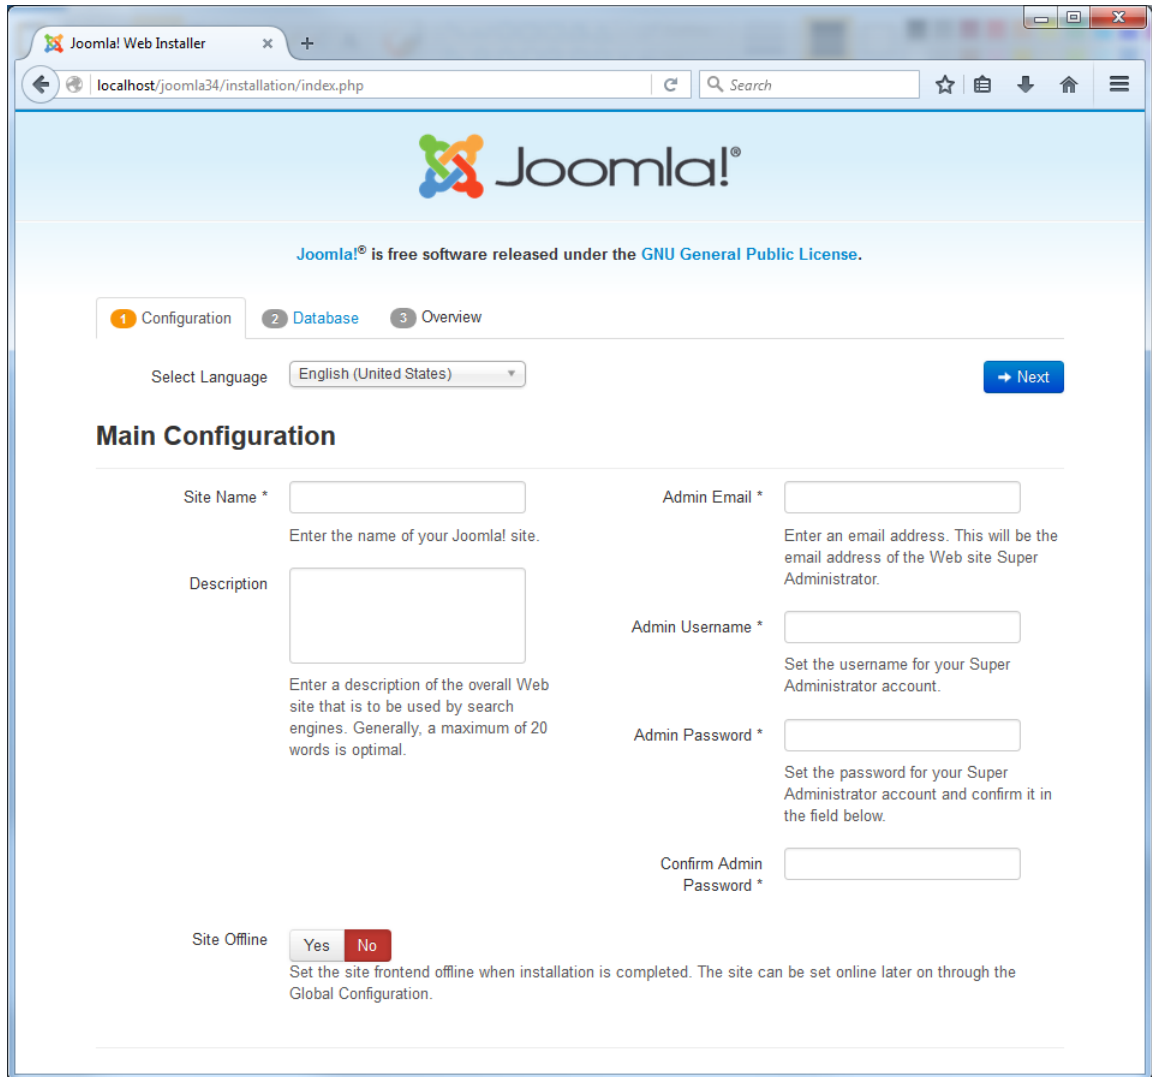 Joomla! Web Installer
localhost/joomla34/installation/index.php
Search
Joomla!®
Joomla!® is free software released under the GNU General Public License.
1 Configuration 2 Database 3 Overview
Select Language English (United States) Next
Main Configuration
Site Name *
Enter the name of your Joomla! site.
Description
Enter a description of the overall Web
site that is to be used by search
engines. Generally, a maximum of 20
words is optimal.
Admin Email *
Enter an email address. This will be the
email address of the Web site Super
Administrator.
Admin Username *
Set the username for your Super
Administrator account.
Admin Password *
Set the password for your Super
Administrator account and confirm it in
the field below.
Confirm Admin
Password *
Site Offline Yes No
Set the site frontend offline when installation is completed. The site can be set online later on through the
Global Configuration.